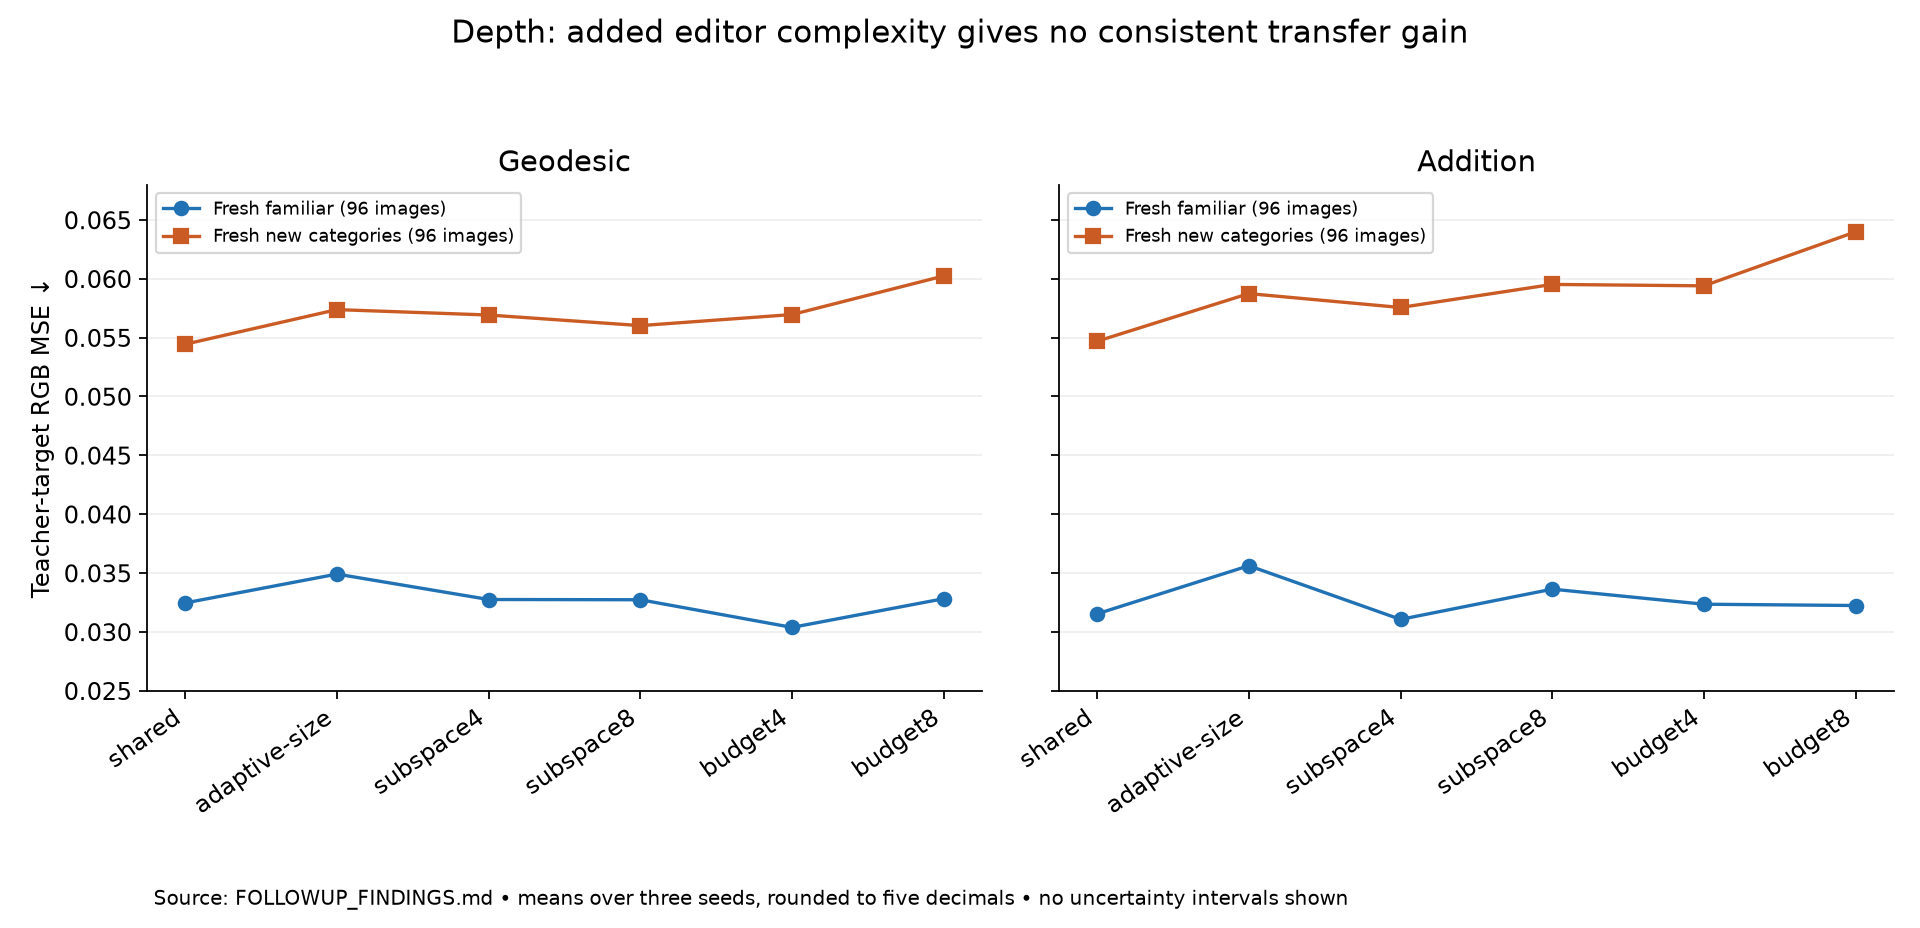 Depth: added editor complexity gives no consistent transfer gain
Geodesic
Addition
Fresh familiar (96 images)
Fresh new categories (96 images)
Fresh familiar (96 images)
Fresh new categories (96 images)
Teacher-target RGB MSE ↓
0.065
0.060
0.055
0.050
0.045
0.040
0.035
0.030
0.025
shared
adaptive-size
subspace4
subspace8
budget4
budget8
shared
adaptive-size
subspace4
subspace8
budget4
budget8
Source: FOLLOWUP_FINDINGS.md • means over three seeds, rounded to five decimals • no uncertainty intervals shown